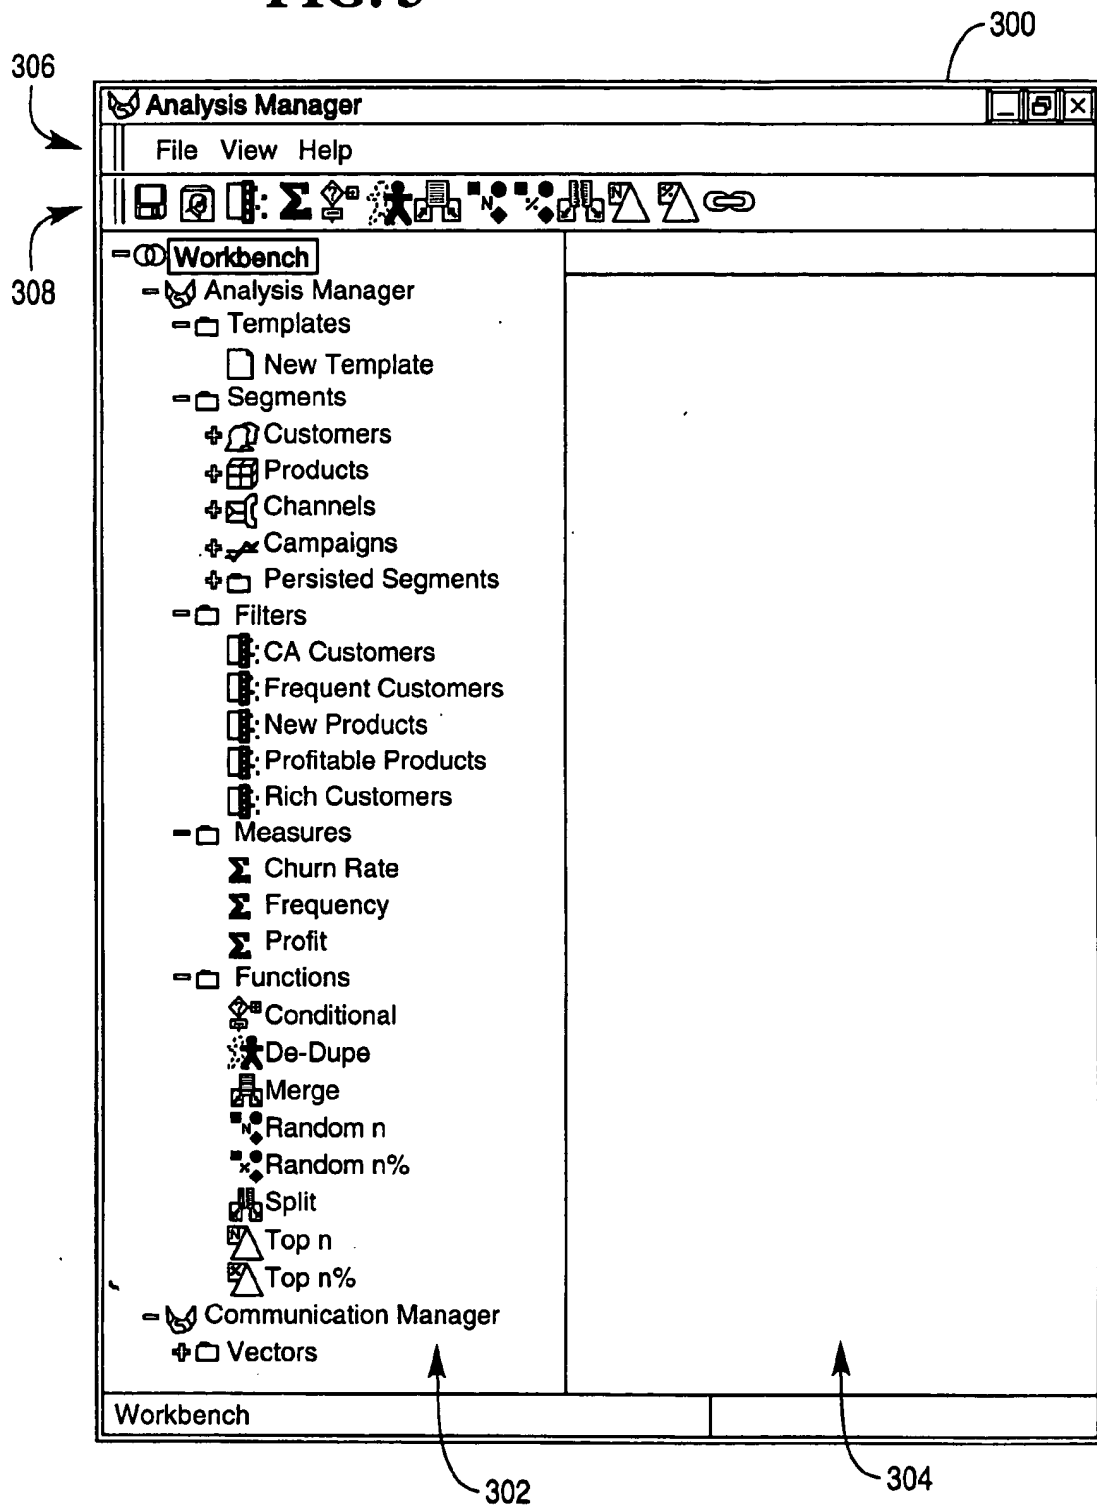 FIG. 3
300
306
Analysis Manager
File View Help
308
Workbench
Analysis Manager
Templates
New Template
Segments
Customers
Products
Channels
Campaigns
Persisted Segments
Filters
CA Customers
Frequent Customers
New Products
Profitable Products
Rich Customers
Measures
Churn Rate
Frequency
Profit
Functions
Conditional
De-Dupe
Merge
Random n
Random n%
Split
Top n
Top n%
Communication Manager
Vectors
Workbench
302
304